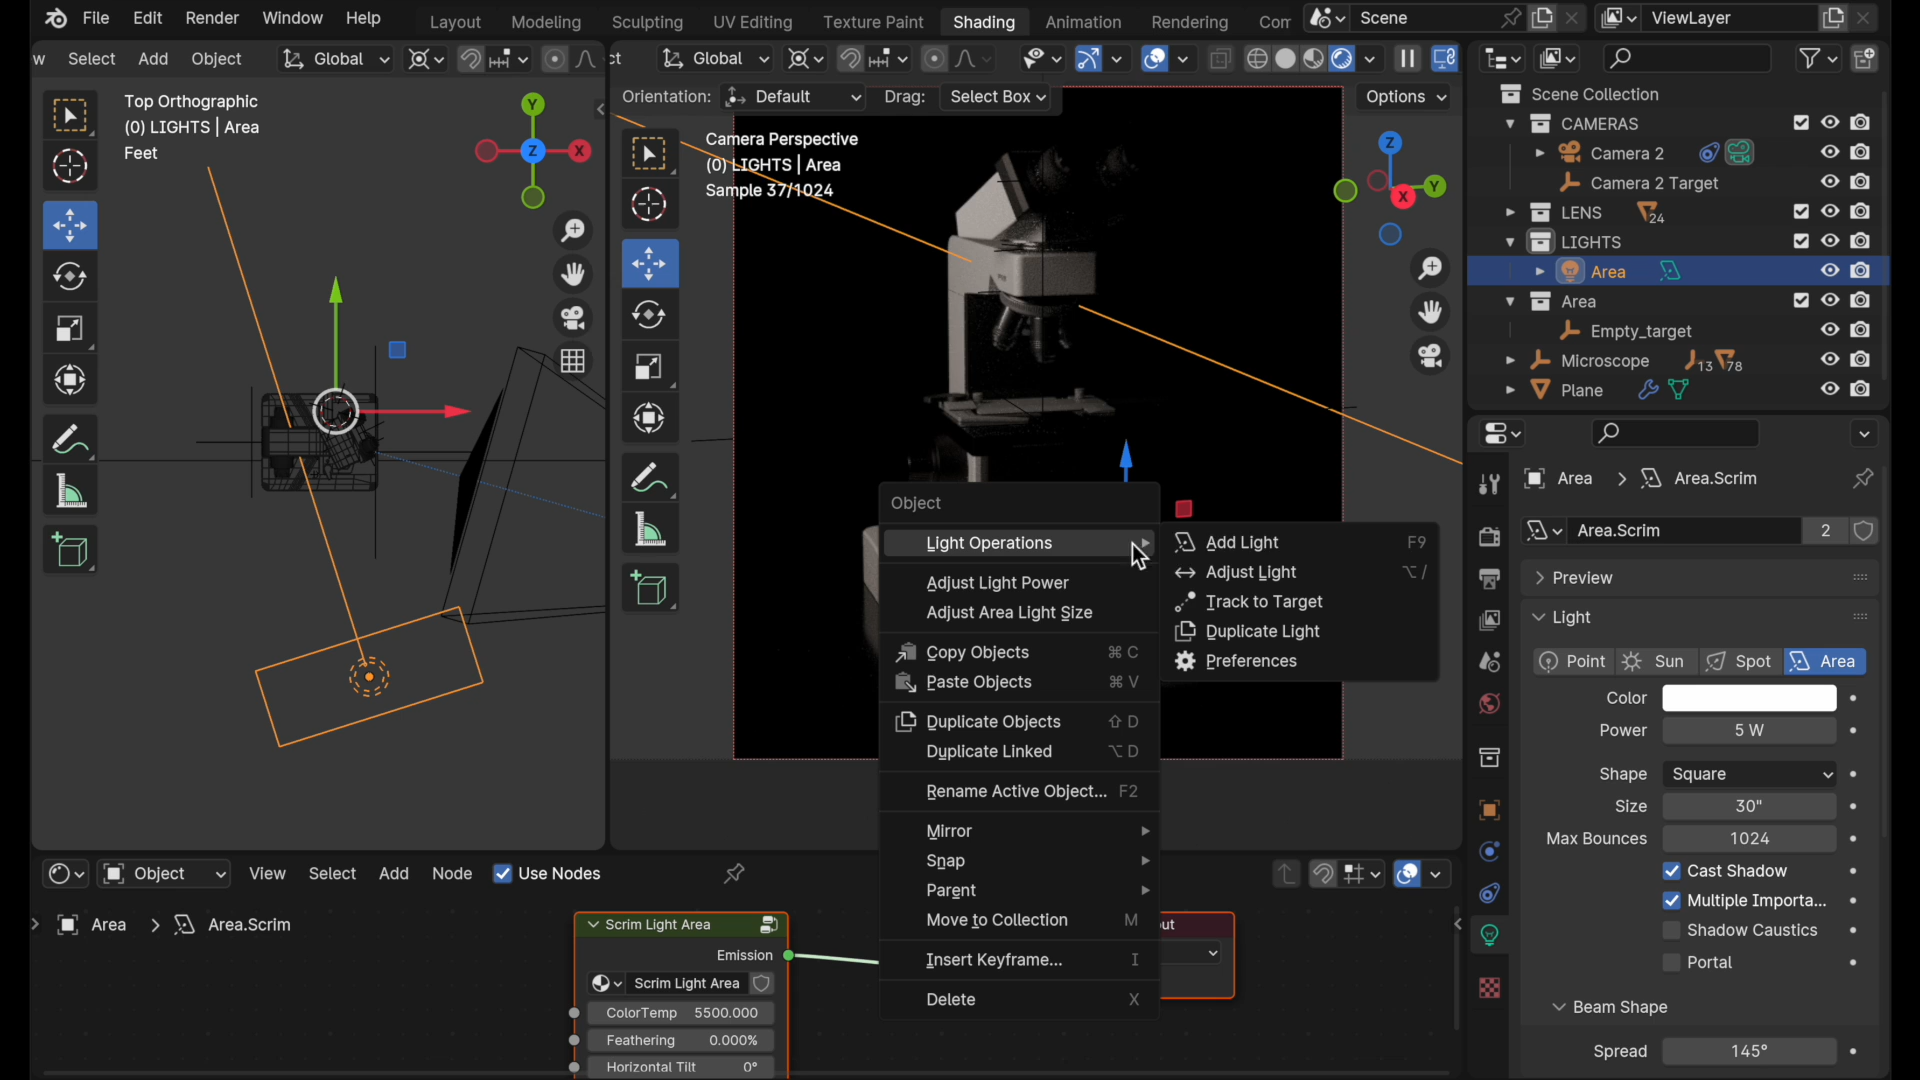 File Edit Render Window Help Layout Modeling Sculpting UV Editing Texture Paint Shading Animation Rendering Scene ViewLayer
Select Add Object Global
Global
Orientation: Default Drag: Select Box Options
Top Orthographic
(0) LIGHTS | Area
Feet
Y
Z
X
Camera Perspective
(0) LIGHTS | Area
Sample 37/1024
Z
Y
X
Scene Collection
CAMERAS
Camera 2
Camera 2 Target
LENS 24
LIGHTS
Area
Area
Empty_target
Microscope 13 78
Plane
Object
Light Operations
Adjust Light Power
Adjust Area Light Size
Copy Objects ⌘ C
Paste Objects ⌘ V
Duplicate Objects ⇧ D
Duplicate Linked ⌥ D
Rename Active Object... F2
Mirror
Snap
Parent
Move to Collection M
Insert Keyframe... I
Delete X
Add Light F9
Adjust Light ⌥ /
Track to Target
Duplicate Light
Preferences
Area > Area.Scrim
Area.Scrim 2
Preview
Light
Point Sun Spot Area
Color
Power 5 W
Shape Square
Size 30"
Max Bounces 1024
Cast Shadow
Multiple Importa...
Shadow Caustics
Portal
Beam Shape
Spread 145°
Object View Select Add Node Use Nodes
Area > Area.Scrim
Scrim Light Area
Emission
Scrim Light Area
ColorTemp 5500.000
Feathering 0.000%
Horizontal Tilt 0°